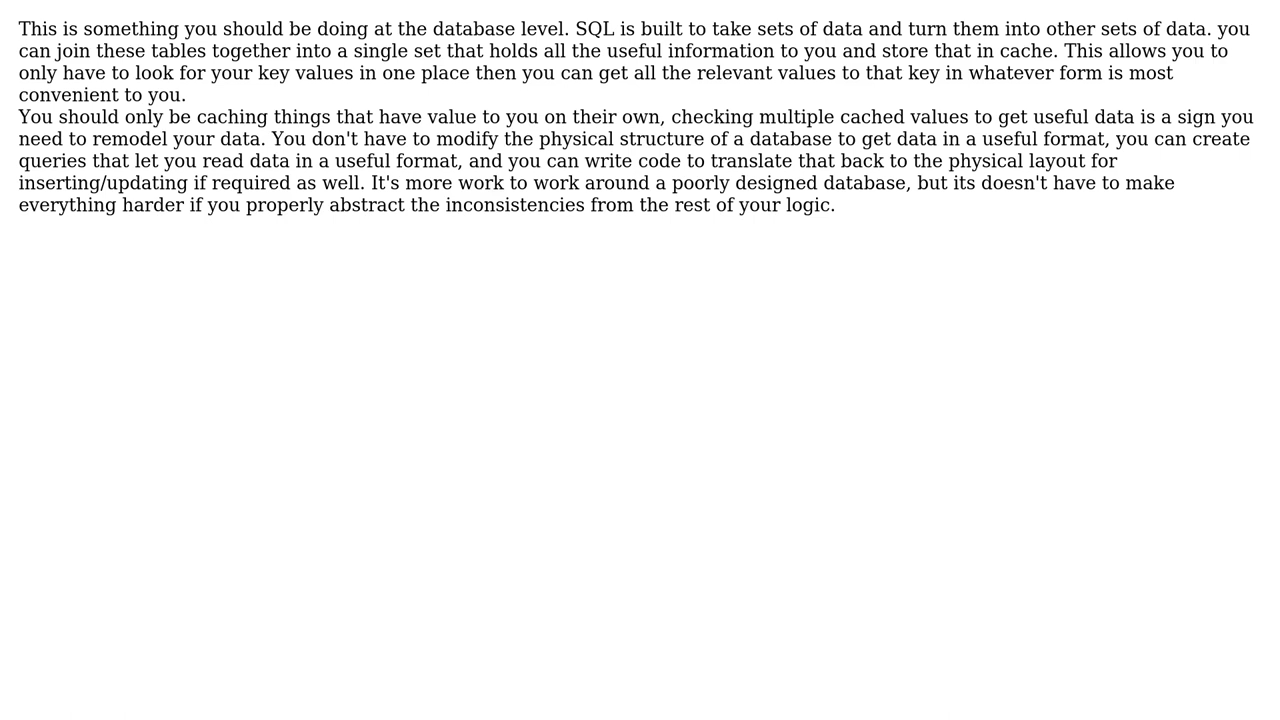 This is something you should be doing at the database level. SQL is built to take sets of data and turn them into other sets of data. you
can join these tables together into a single set that holds all the useful information to you and store that in cache. This allows you to
only have to look for your key values in one place then you can get all the relevant values to that key in whatever form is most
convenient to you.
You should only be caching things that have value to you on their own, checking multiple cached values to get useful data is a sign you
need to remodel your data. You don't have to modify the physical structure of a database to get data in a useful format, you can create
queries that let you read data in a useful format, and you can write code to translate that back to the physical layout for
inserting/updating if required as well. It's more work to work around a poorly designed database, but its doesn't have to make
everything harder if you properly abstract the inconsistencies from the rest of your logic.